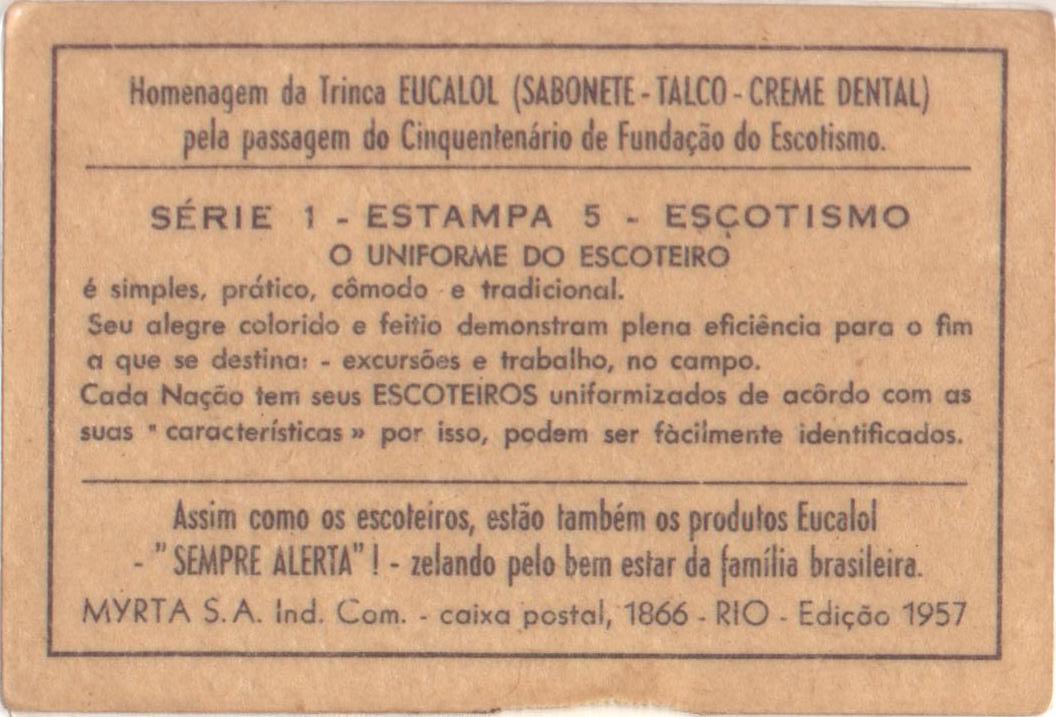 Homenagem da Trinca EUCALOL (SABONETE - TALCO - CREME DENTAL)
pela passagem do Cinquentenário de Fundação do Escotismo.
SÉRIE 1 - ESTAMPA 5 - ESÇOTISMO
O UNIFORME DO ESCOTEIRO
é simples, prático, cômodo e tradicional.
Seu alegre colorido e feitio demonstram plena eficiência para o fim
a que se destina: - excursões e trabalho, no campo.
Cada Nação tem seus ESCOTEIROS uniformizados de acôrdo com as
suas " características » por isso, podem ser fàcilmente identificados.
Assim como os escoteiros, estão também os produtos Eucalol
- "SEMPRE ALERTA" ! - zelando pelo bem estar da família brasileira.
MYRTA S.A. Ind. Com. - caixa postal, 1866 - RIO - Edição 1957